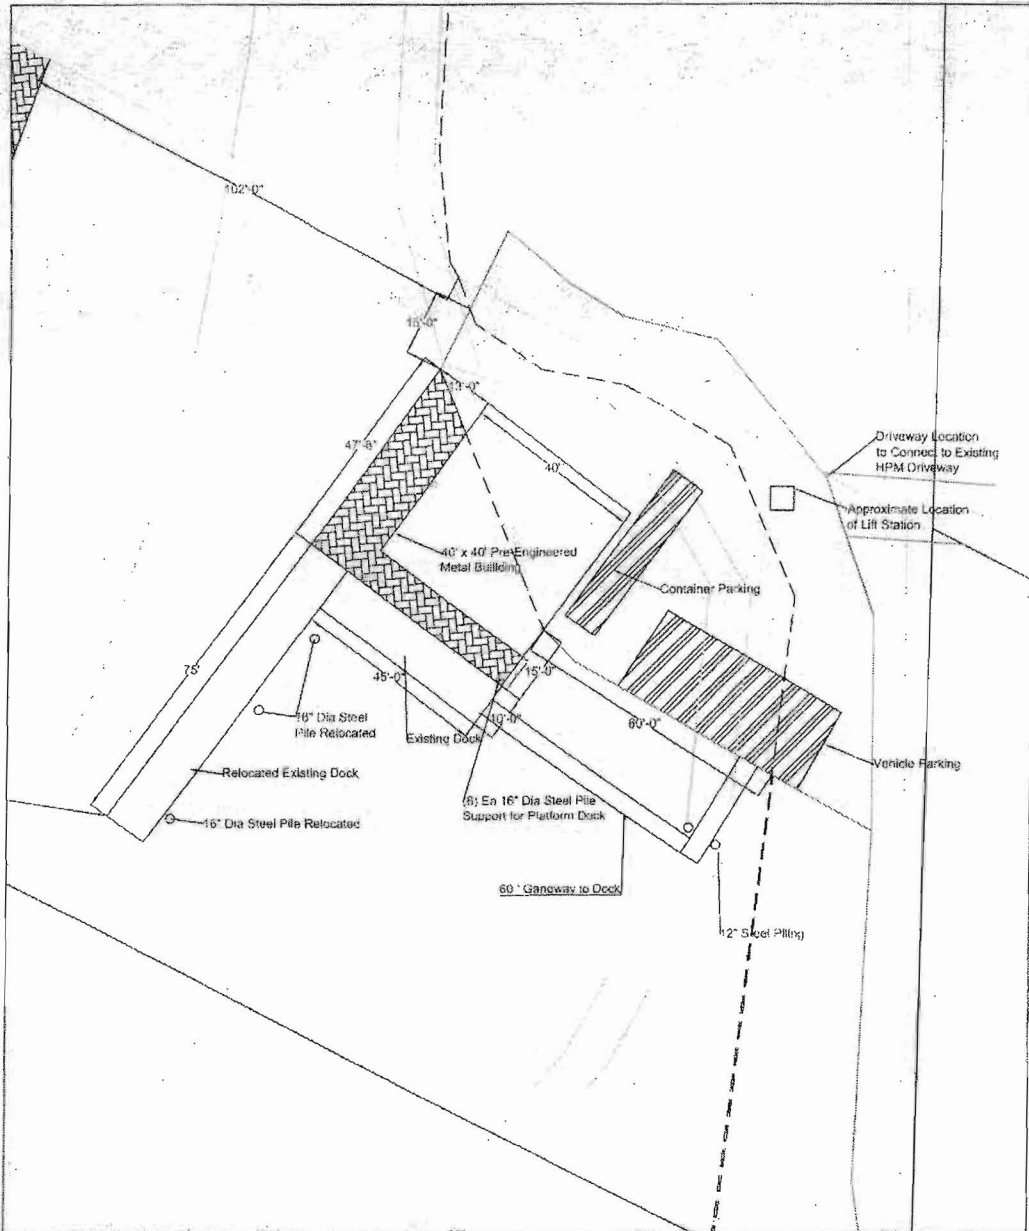 102'-0"
15'-0"
13'-0"
47'-8"
40'
Driveway Location
to Connect to Existing
HPM Driveway
Approximate Location
of Lift Station
40' x 40' Pre-Engineered
Metal Building
Container Parking
75'
45'-0"
15'-0"
10'-0"
60'-0"
16" Dia Steel
Pile Relocated
Existing Dock
Vehicle Parking
Relocated Existing Dock
(6) Ea 16" Dia Steel Pile
Support for Platform Dock
16" Dia Steel Pile Relocated
60 ' Gangway to Dock
12" Steel Piling